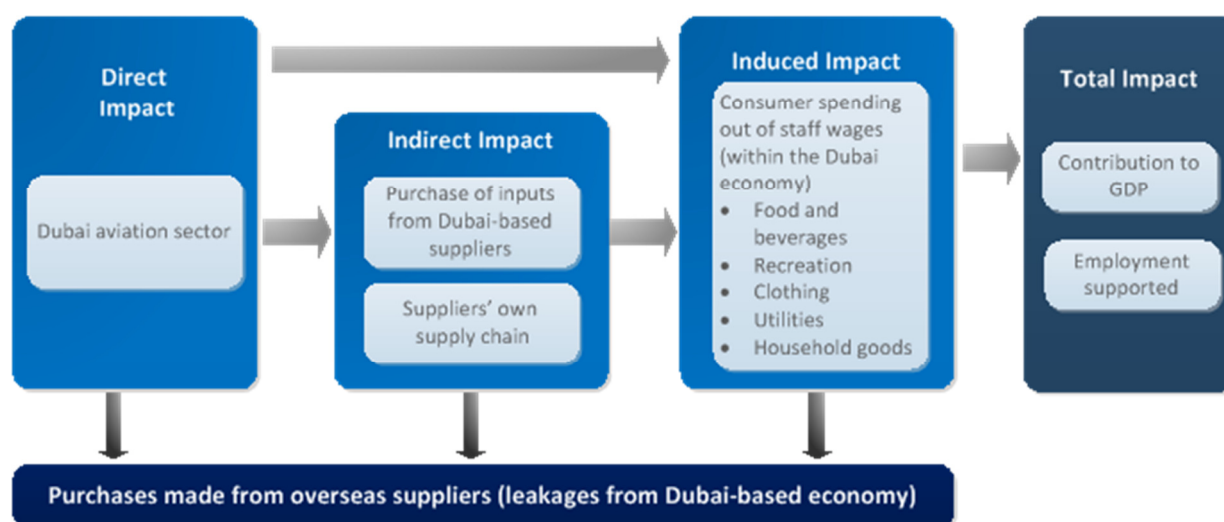 Direct
Impact
Dubai aviation sector
Indirect Impact
Purchase of inputs
from Dubai-based
suppliers
Suppliers’ own
supply chain
Induced Impact
Consumer spending
out of staff wages
(within the Dubai
economy)
• Food and
beverages
• Recreation
• Clothing
• Utilities
• Household goods
Total Impact
Contribution to
GDP
Employment
supported
Purchases made from overseas suppliers (leakages from Dubai-based economy)